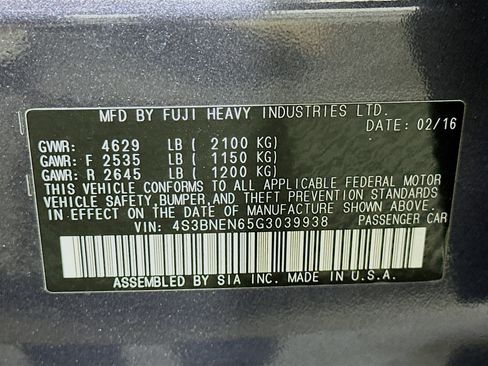 MFD BY FUJI HEAVY INDUSTRIES LTD.
DATE: 02/16
GVWR: 4629 LB ( 2100 KG)
GAWR: F 2535 LB ( 1150 KG)
GAWR: R 2645 LB ( 1200 KG)
THIS VEHICLE CONFORMS TO ALL APPLICABLE FEDERAL MOTOR
VEHICLE SAFETY, BUMPER, AND THEFT PREVENTION STANDARDS
IN EFFECT ON THE DATE OF MANUFACTURE SHOWN ABOVE.
VIN: 4S3BNEN65G3039938 PASSENGER CAR
ASSEMBLED BY SIA INC. MADE IN U.S.A.